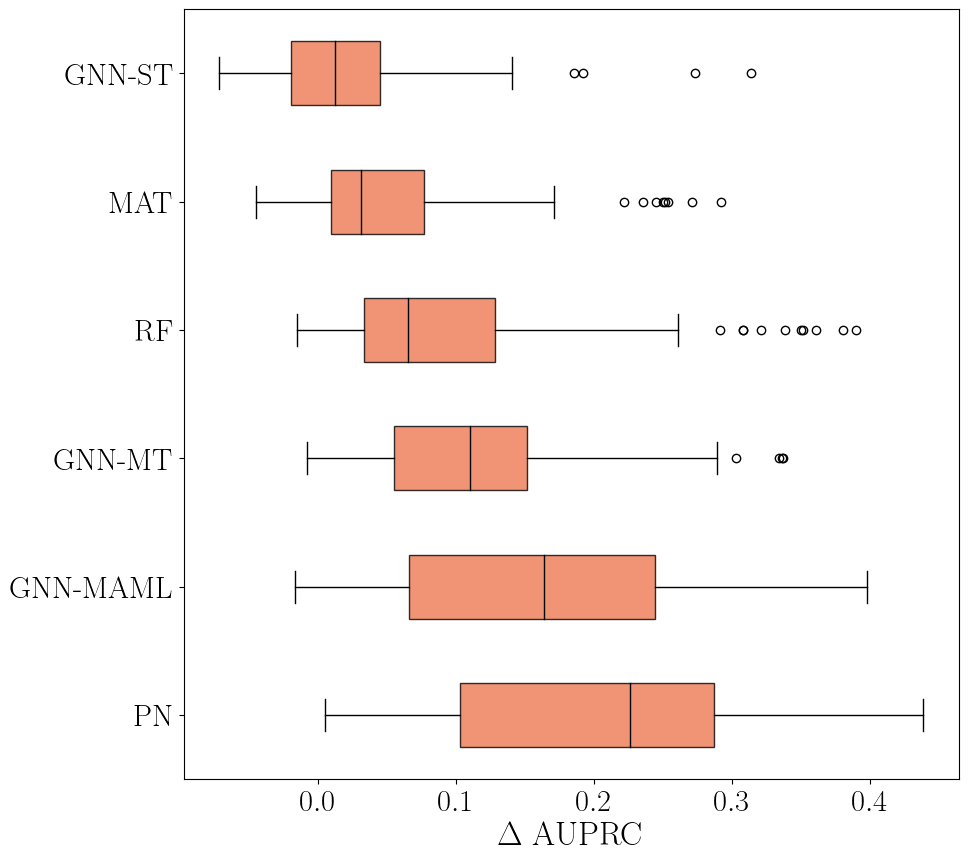 GNN-ST
MAT
RF
GNN-MT
GNN-MAML
PN
0.0 0.1 0.2 0.3 0.4
Δ AUPRC